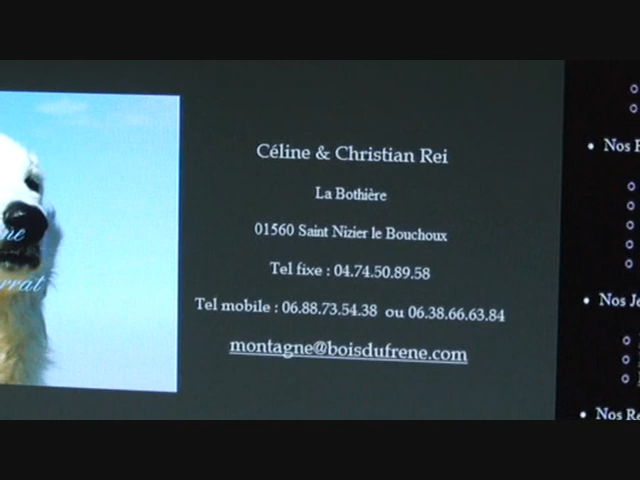 Céline & Christian Rei
La Bothière
01560 Saint Nizier le Bouchoux
Tel fixe : 04.74.50.89.58
Tel mobile : 06.88.73.54.38 ou 06.38.66.63.84
montagne@boisdufrene.com
Nos
Nos
Nos